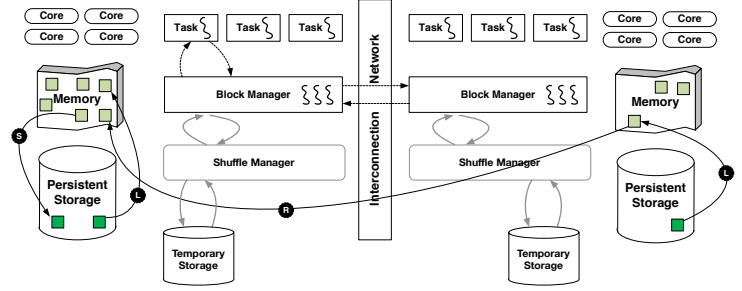 Core Core
Core Core
Task Task Task
Task Task Task
Core Core
Core Core
Memory
Block Manager
Interconnection Network
Block Manager
Memory
S
L
Shuffle Manager
Shuffle Manager
L
Persistent
Storage
R
Persistent
Storage
Temporary
Storage
Temporary
Storage